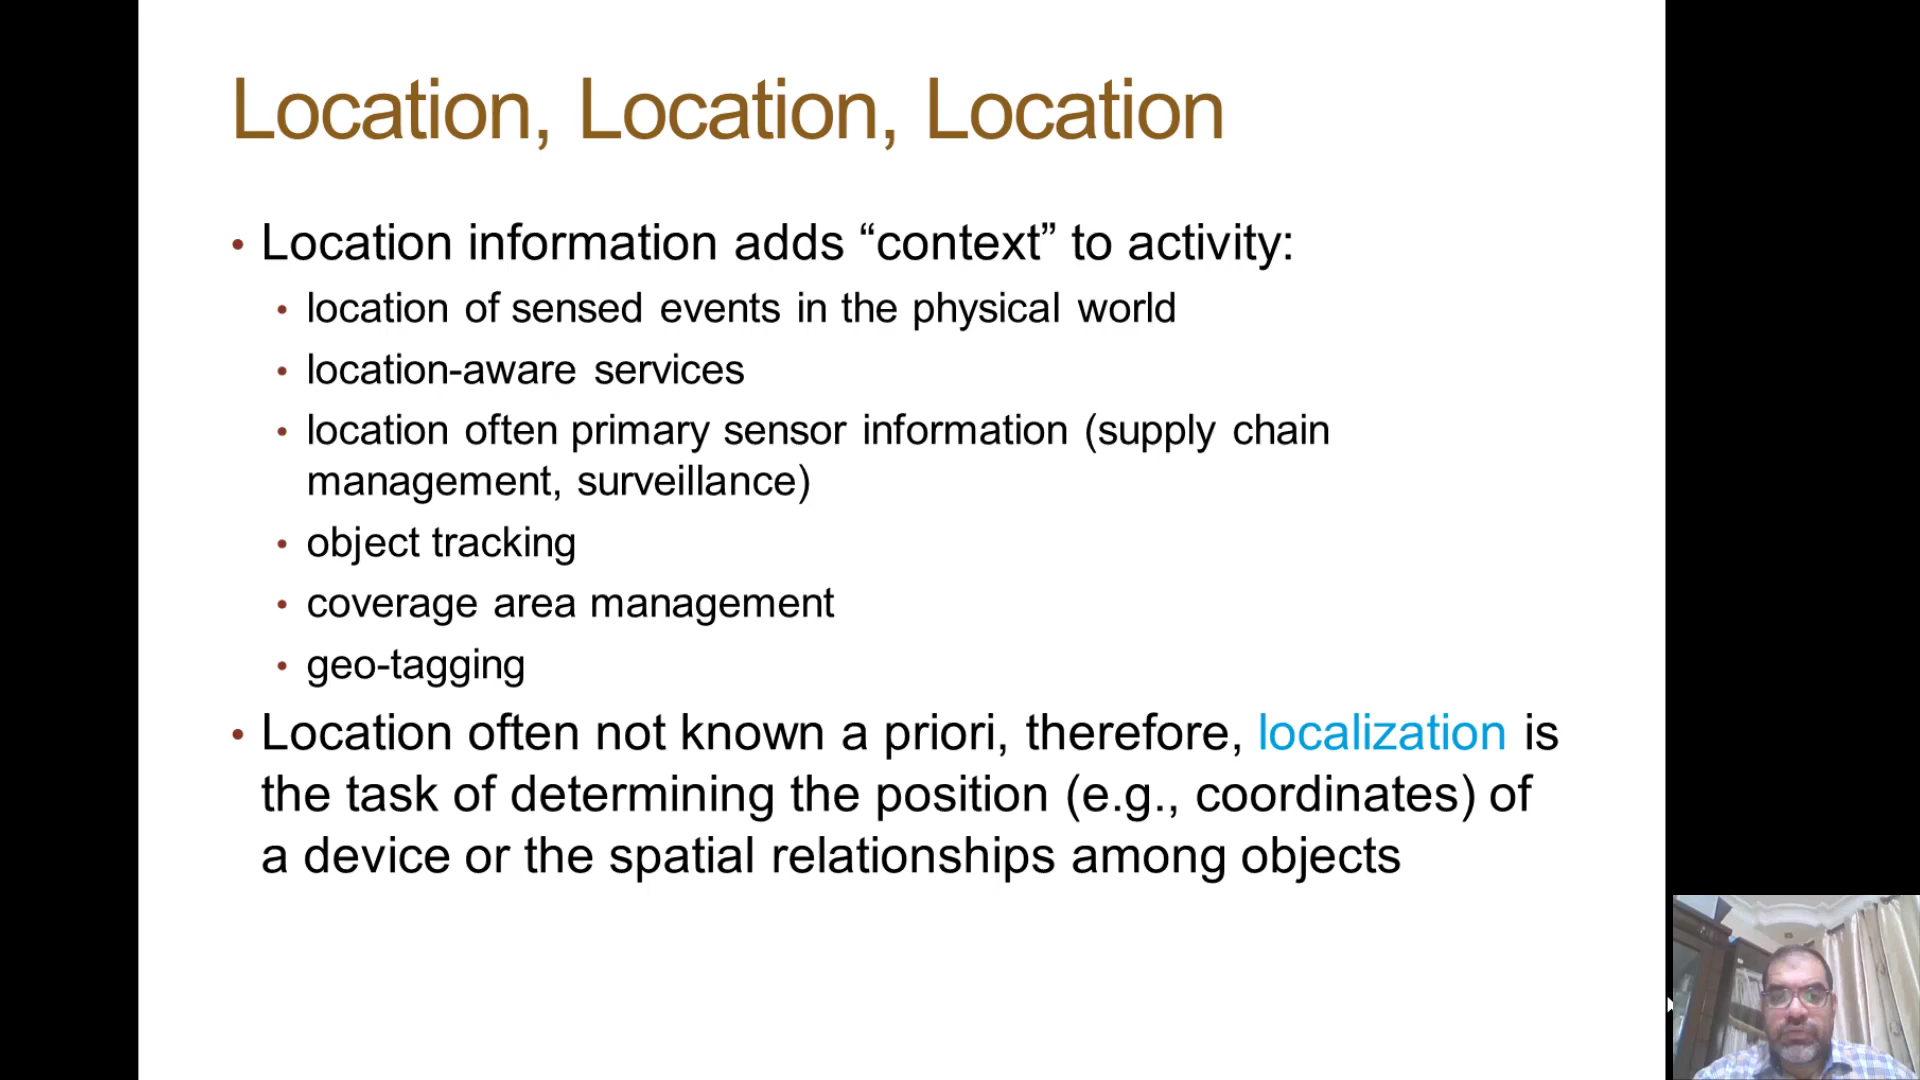 Location, Location, Location
• Location information adds “context” to activity:
• location of sensed events in the physical world
• location-aware services
• location often primary sensor information (supply chain
management, surveillance)
• object tracking
• coverage area management
• geo-tagging
• Location often not known a priori, therefore, localization is
the task of determining the position (e.g., coordinates) of
a device or the spatial relationships among objects